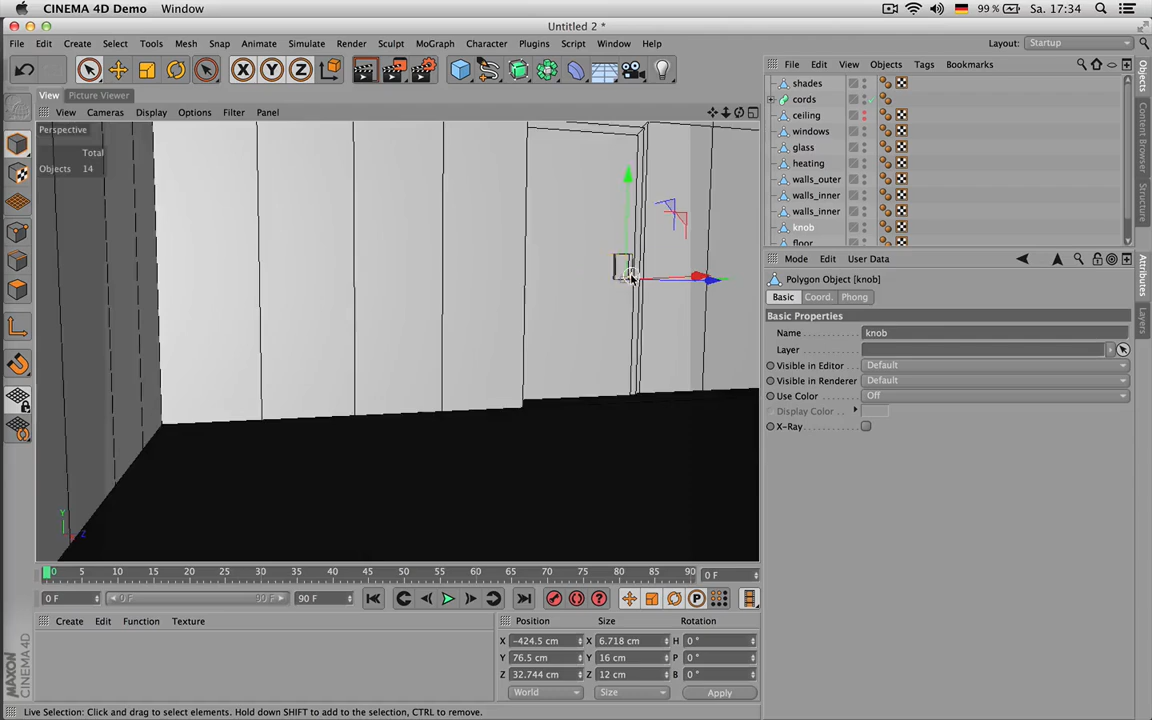 CINEMA 4D Demo Window 99% Sa. 17:34
Untitled 2 *
File Edit Create Select Tools Mesh Snap Animate Simulate Render Sculpt MoGraph Character Plugins Script Window Help Layout: Startup
X Y Z
View Picture Viewer
File Edit View Objects Tags Bookmarks
View Cameras Display Options Filter Panel
Perspective
Total
Objects 14
shades
cords
ceiling
windows
glass
heating
walls_outer
walls_inner
walls_inner
knob
floor
Mode Edit User Data
Polygon Object [knob]
Basic Coord. Phong
Basic Properties
Name knob
Layer
Visible in Editor Default
Visible in Renderer Default
Use Color Off
Display Color
X-Ray
Objects
Content Browser
Structure
Attributes
Layers
Y
Z
0 5 10 15 20 25 30 35 40 45 50 55 60 65 70 75 80 85 90 0 F
0 F 0 F 90 F 90 F
Create Edit Function Texture
Position Size Rotation
X -424.5 cm X 6.718 cm H 0 °
Y 76.5 cm Y 16 cm P 0 °
Z 32.744 cm Z 12 cm B 0 °
World Size Apply
MAXON
CINEMA 4D
Live Selection: Click and drag to select elements. Hold down SHIFT to add to the selection, CTRL to remove.